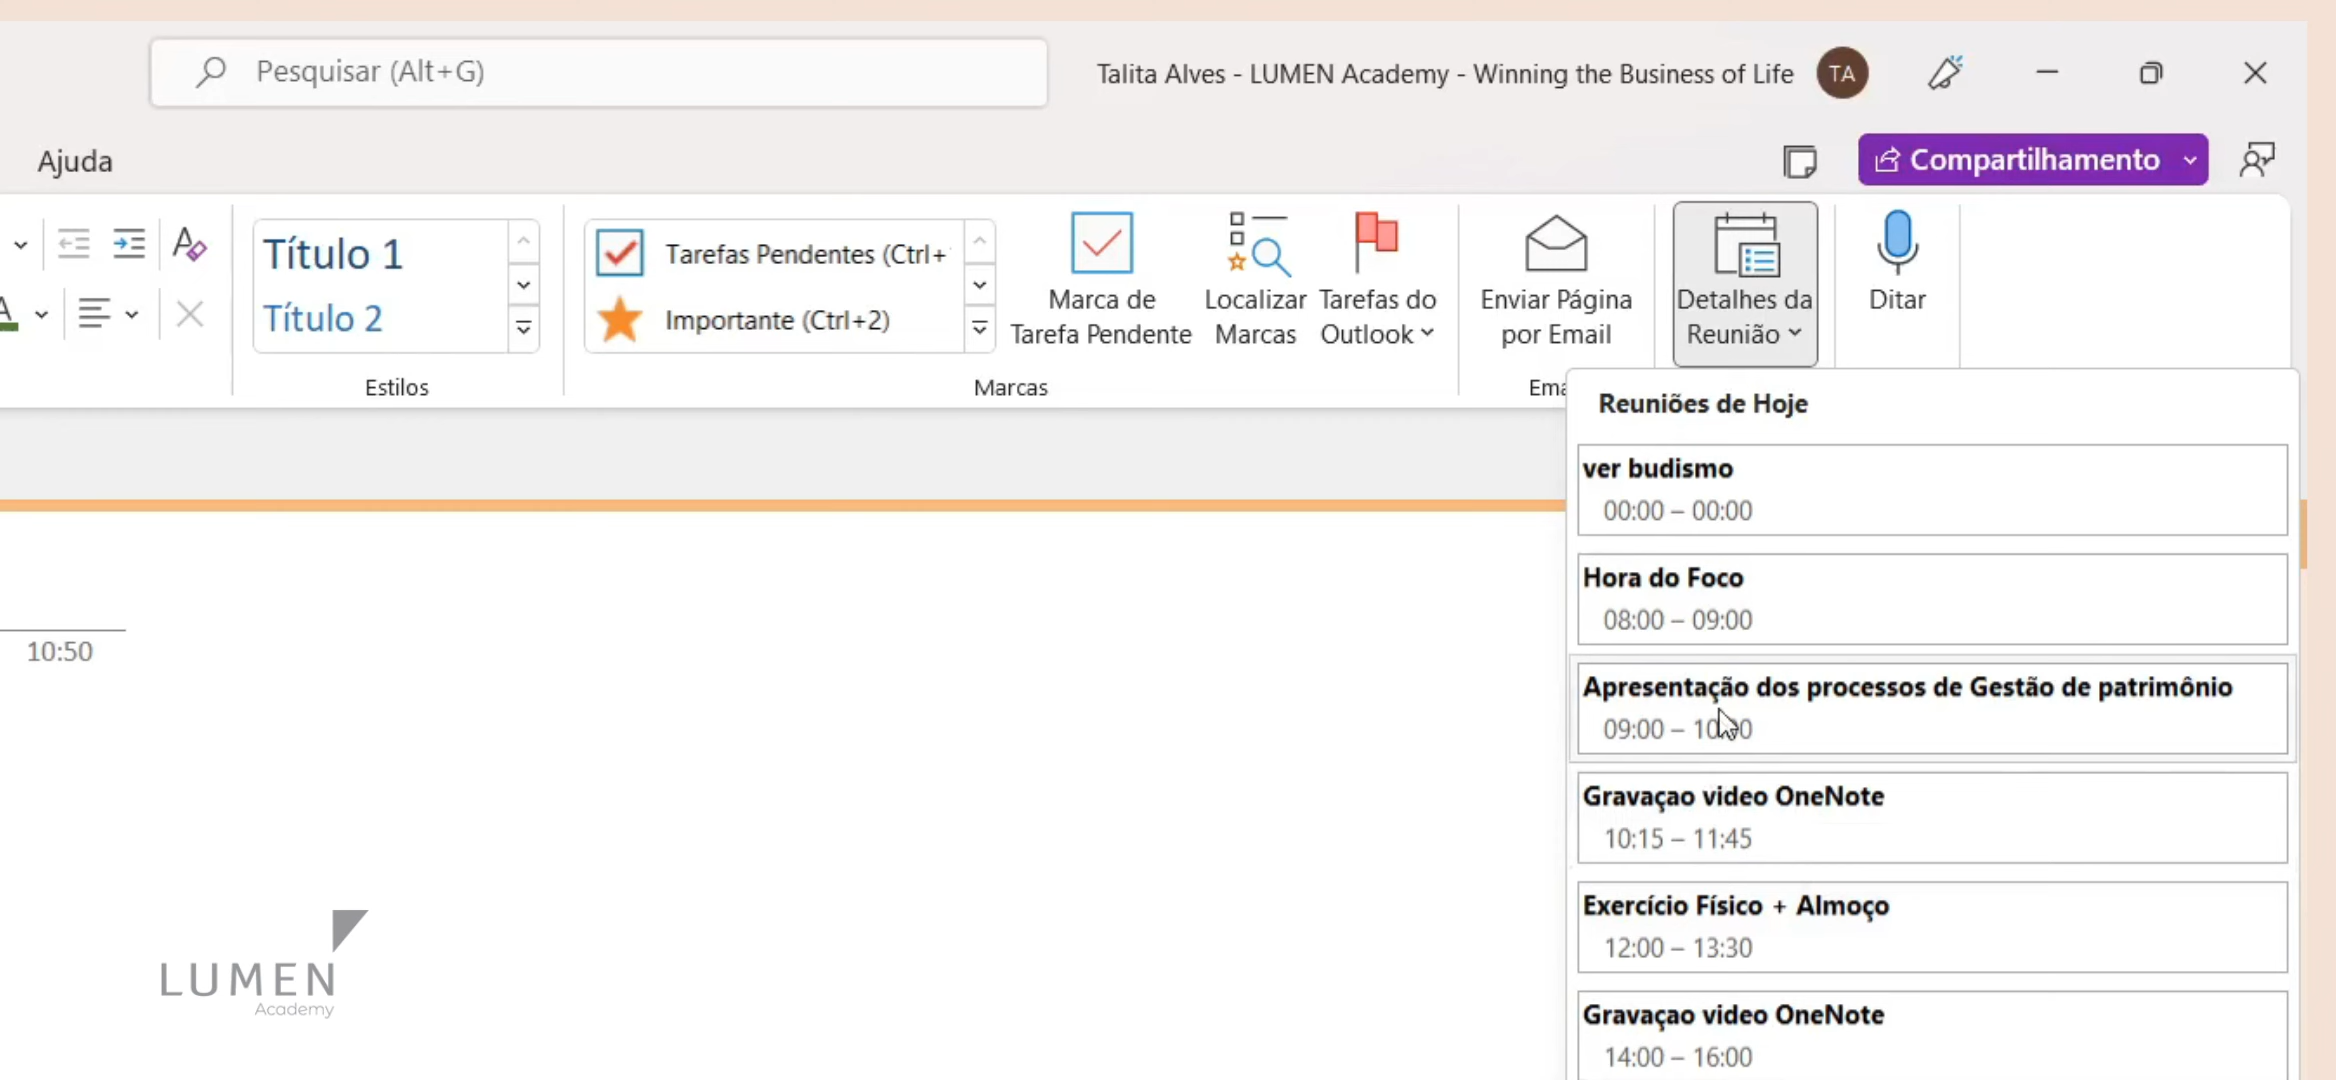 Pesquisar (Alt+G)
Talita Alves - LUMEN Academy - Winning the Business of Life
TA
Ajuda
Compartilhamento
Título 1
Título 2
Estilos
Tarefas Pendentes (Ctrl+
Importante (Ctrl+2)
Marca de
Tarefa Pendente
Localizar
Marcas
Tarefas do
Outlook
Marcas
Enviar Página
por Email
Ema
Detalhes da
Reunião
Ditar
Reuniões de Hoje
ver budismo
00:00 – 00:00
Hora do Foco
08:00 – 09:00
Apresentação dos processos de Gestão de patrimônio
09:00 –
Gravaçao video OneNote
10:15 – 11:45
Exercício Físico + Almoço
12:00 – 13:30
Gravaçao video OneNote
14:00 – 16:00
10:50
LUMEN
Academy